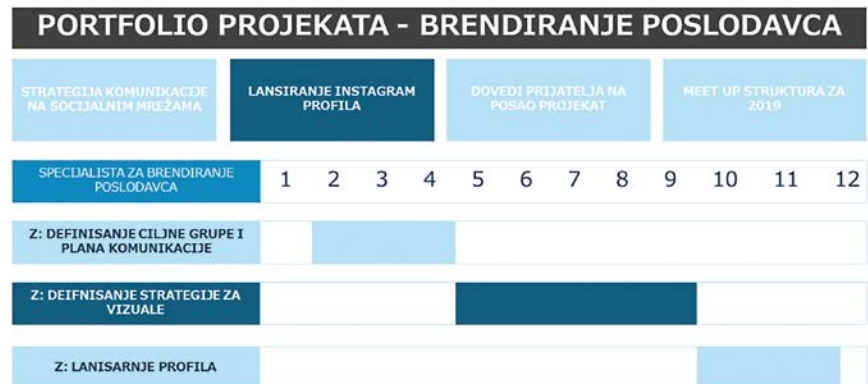 PORTFOLIO PROJEKATA - BRENDIRANJE POSLODAVCA
STRATEGIJA KOMUNIKACIJE
NA SOCIJALNIM MREŽAMA
LANSIRANJE INSTAGRAM
PROFILA
DOVEDI PRIJATELJA NA
POSAO PROJEKAT
MEET UP STRUKTURA ZA
2019
SPECIJALISTA ZA BRENDIRANJE
POSLODAVCA
1 2 3 4 5 6 7 8 9 10 11 12
Z: DEFINISANJE CILJNE GRUPE I
PLANA KOMUNIKACIJE
Z: DEIFNISANJE STRATEGIJE ZA
VIZUALE
Z: LANISARNJE PROFILA